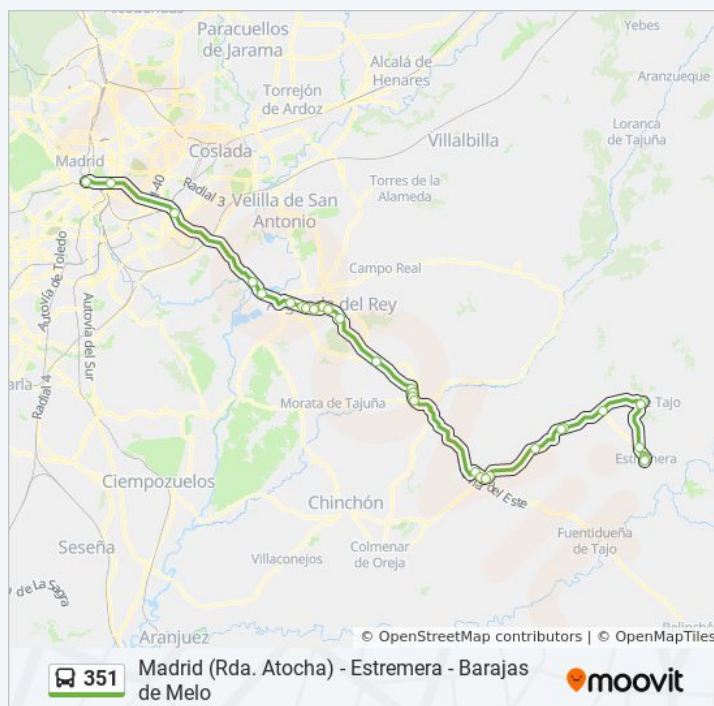 Paracuellos
de Jarama
Yebes
Alcalá de
Henares
Aranzueque
Torrejón
de Ardoz
Loranca
de Tajuña
Madrid
Coslada
Villalbilla
Radial 3
Velilla de San
Antonio
Torres de la
Alameda
Autovía de Toledo
Campo Real
del Rey
Autovía del Sur
Radial 4
Morata de Tajuña
Tajo
Estremera
Ciempozuelos
Chinchón
del Este
Seseña
Villaconejos
Colmenar
de Oreja
Fuentidueña
de Tajo
de La Sagra
Aranjuez
© OpenStreetMap contributors | © OpenMapTiles
351
Madrid (Rda. Atocha) - Estremera - Barajas
de Melo
moovit